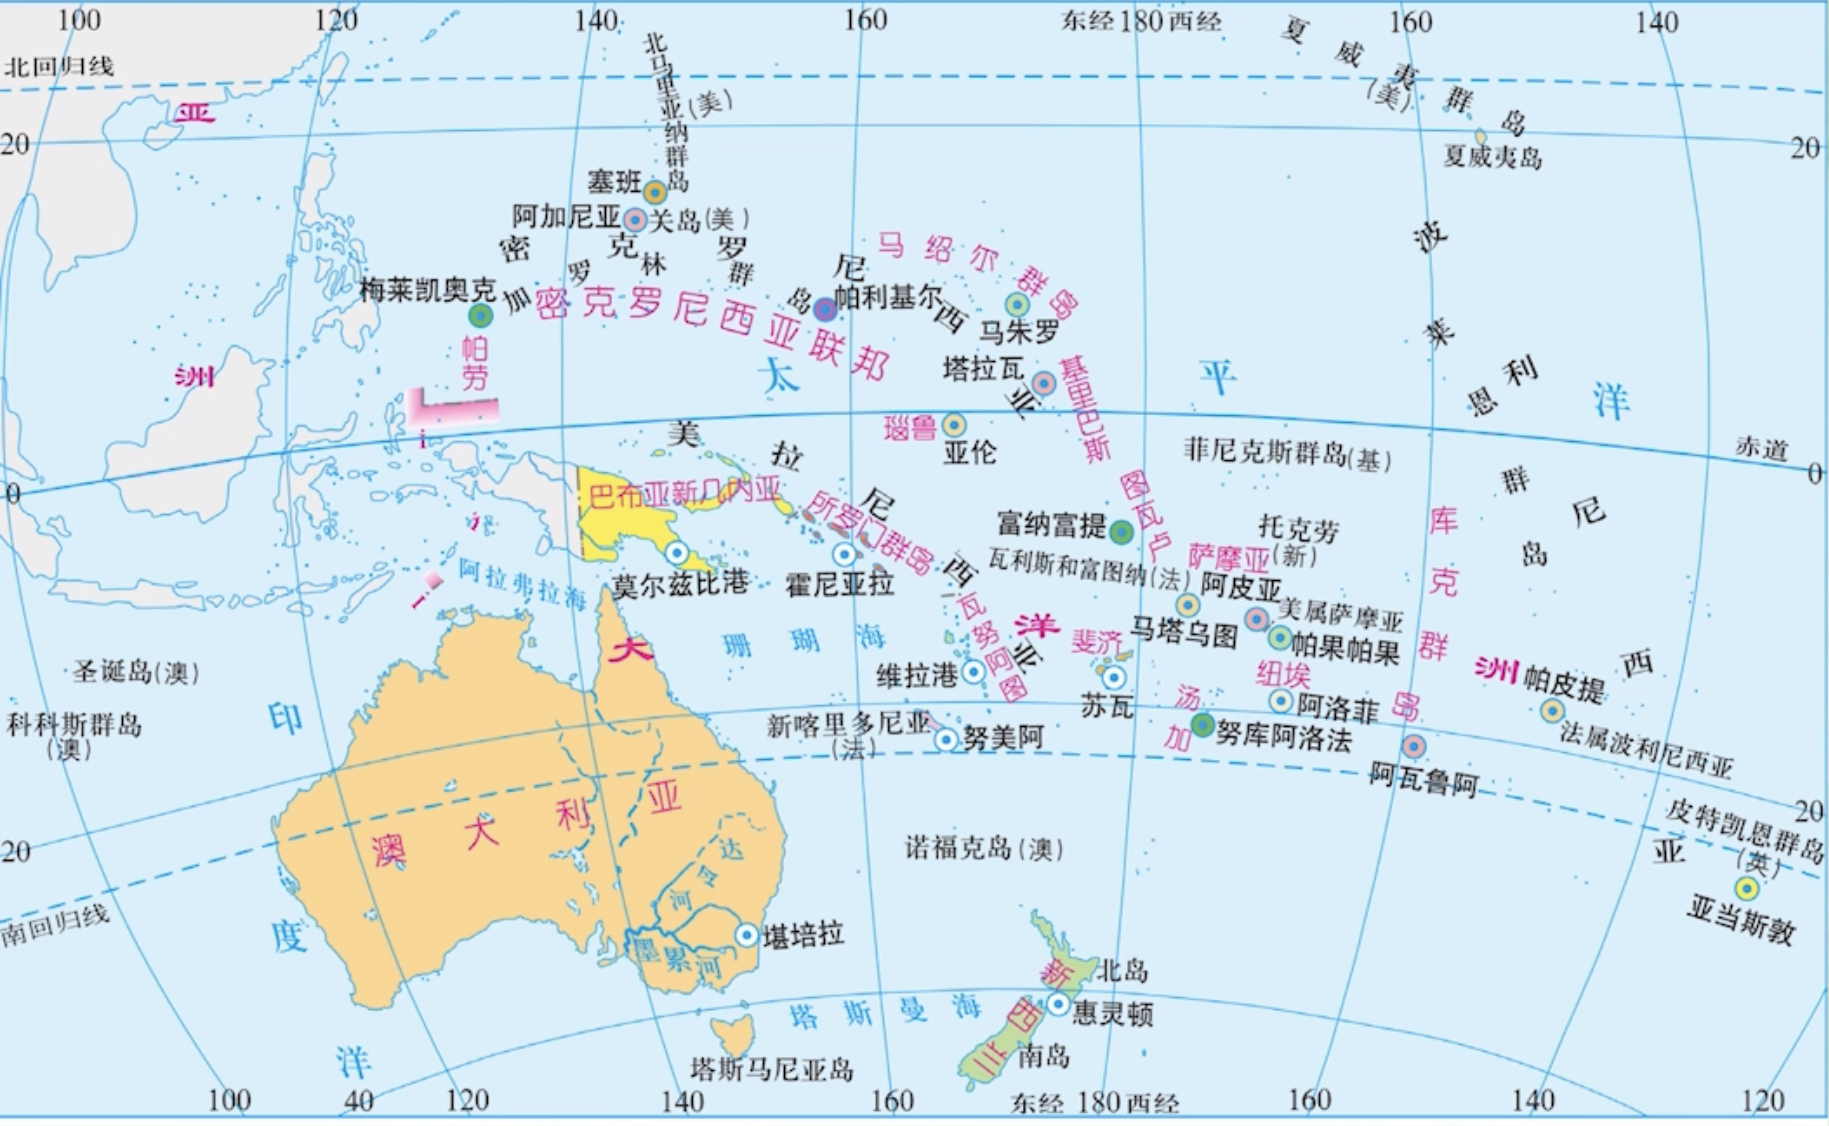 100 120 140 160 东经180西经 160 140
北回归线
亚
20
20
洲
北马里亚纳群岛
(美)
夏威夷群岛
(美)
夏威夷岛
塞班
阿加尼亚
关岛(美)
密克罗尼西亚
加罗林群岛
梅莱凯奥克
帕劳
密克罗尼西亚联邦
帕利基尔
马绍尔群岛
马朱罗
塔拉瓦
基里巴斯
太平洋
波利尼西亚
莱恩群岛
赤道
0
0
瑙鲁
亚伦
菲尼克斯群岛(基)
美拉尼西亚
巴布亚新几内亚
所罗门群岛
莫尔兹比港
霍尼亚拉
图瓦卢
富纳富提
托克劳
(新)
瓦利斯和富图纳(法)
萨摩亚
阿皮亚
马塔乌图
美属萨摩亚
帕果帕果
库克群岛
阿拉弗拉海
珊瑚海
大洋洲
瓦努阿图
维拉港
斐济
苏瓦
纽埃
阿洛菲
汤加
努库阿洛法
新喀里多尼亚
(法)
努美阿
阿瓦鲁阿
帕皮提
法属波利尼西亚
皮特凯恩群岛
(英)
亚当斯敦
圣诞岛(澳)
科科斯群岛
(澳)
印度洋
20
20
南回归线
澳大利亚
达令河
墨累河
堪培拉
诺福克岛(澳)
新西兰
北岛
惠灵顿
南岛
塔斯曼海
塔斯马尼亚岛
100 40 120 140 160 东经180西经 160 140 120